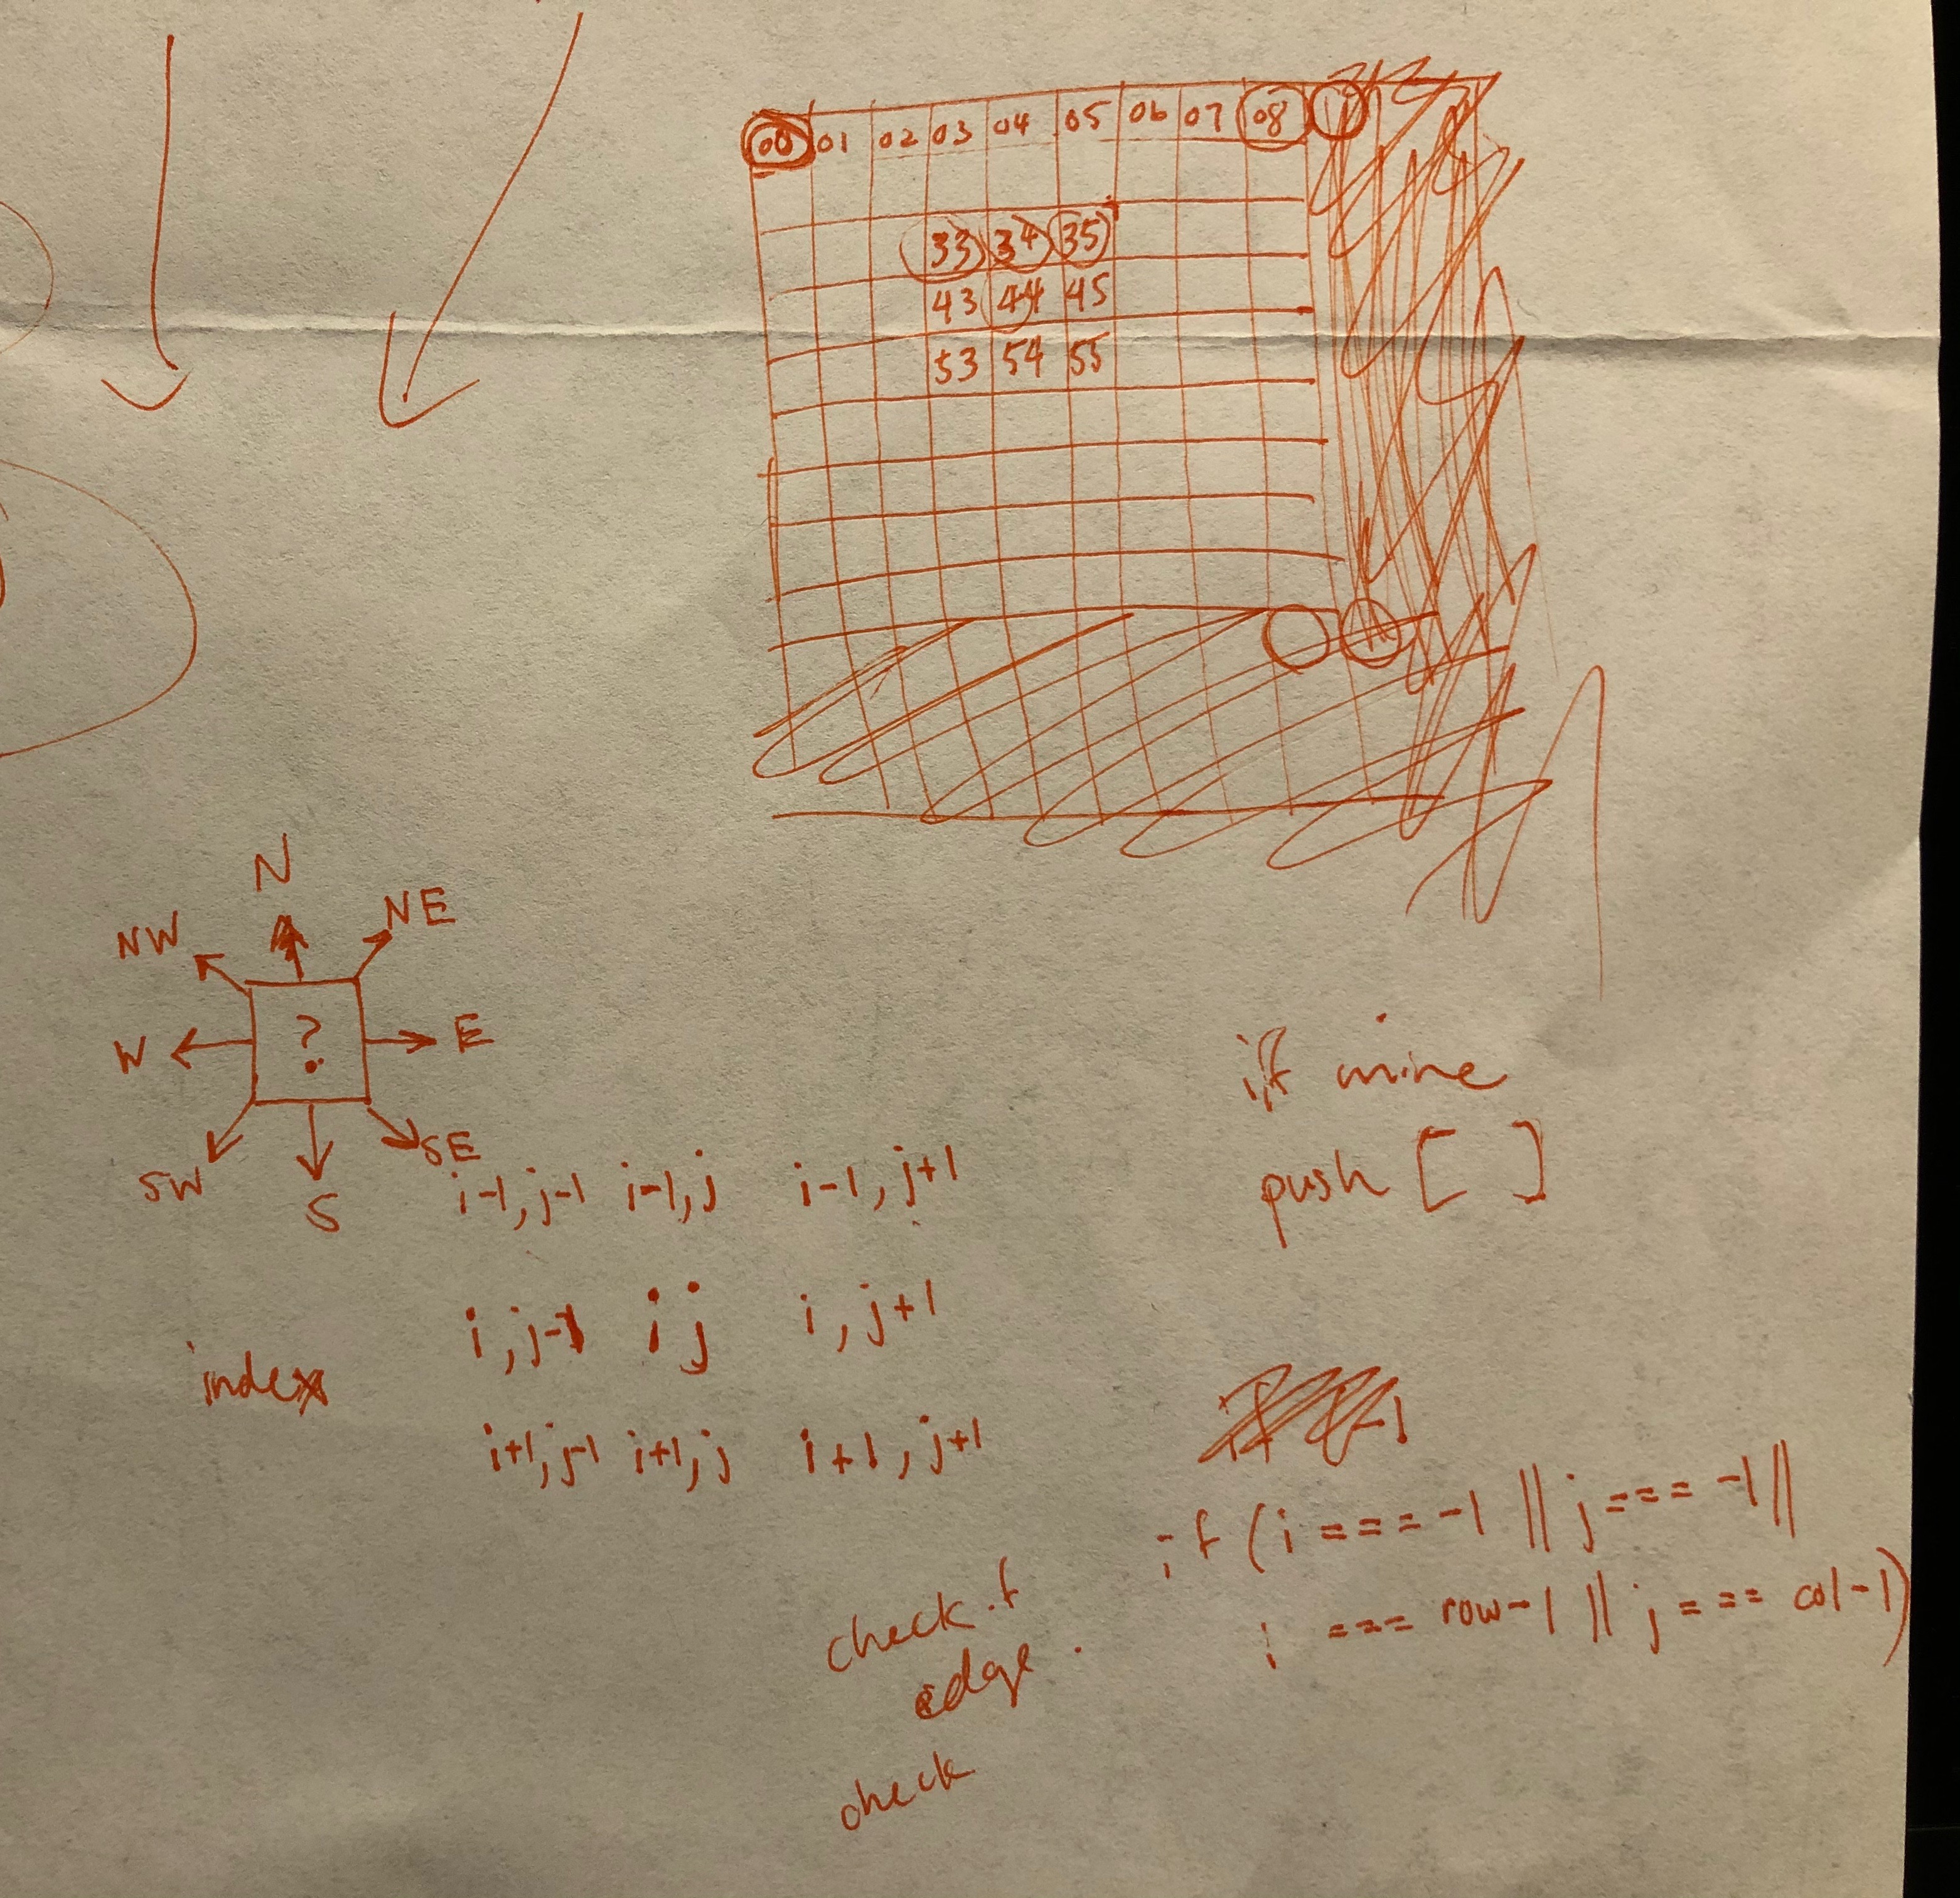 00 01 02 03 04 05 06 07 08
33 34 35
43 44 45
53 54 55
N
NW NE
W ? E
SW S SE
i-1, j-1 i-1, j i-1, j+1
i, j-1 i j i, j+1
index
i+1, j-1 i+1, j i+1, j+1
if mine
push [ ]
-1
if (i === -1 || j === -1 ||
i === row-1 || j === col-1)
check if
edge.
check